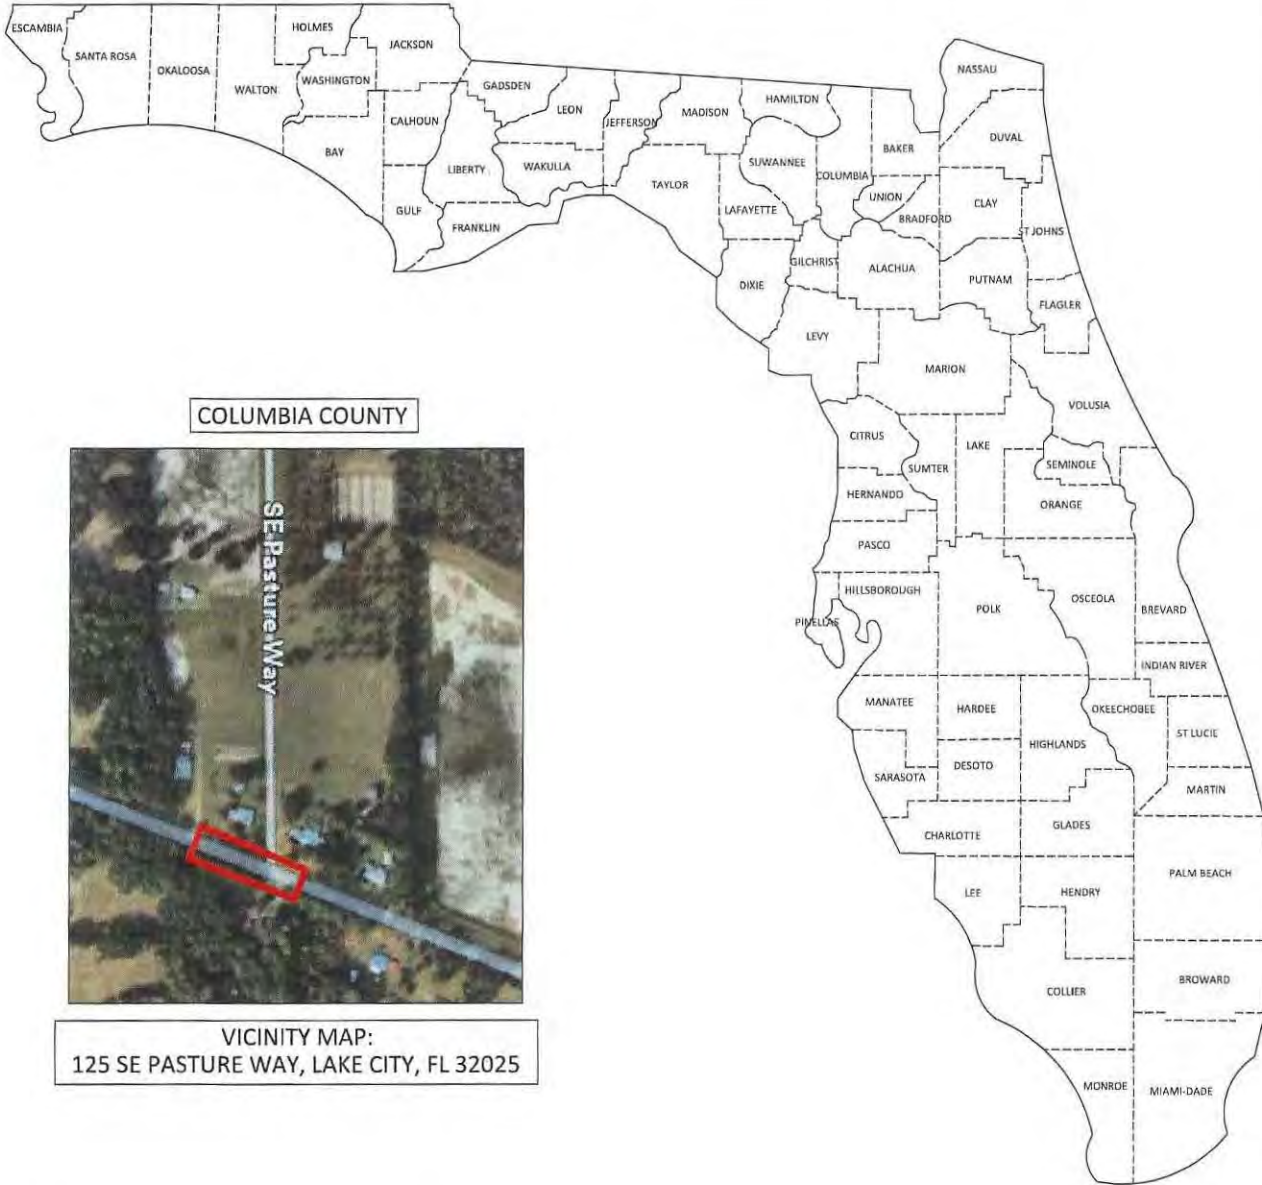 ESCAMBIA
SANTA ROSA
OKALOOSA
WALTON
HOLMES
WASHINGTON
JACKSON
BAY
CALHOUN
GULF
LIBERTY
GADSDEN
LEON
WAKULLA
FRANKLIN
JEFFERSON
MADISON
TAYLOR
HAMILTON
SUWANNEE
LAFAYETTE
DIXIE
COLUMBIA
GILCHRIST
LEVY
BAKER
UNION
BRADFORD
ALACHUA
NASSAU
DUVAL
CLAY
ST JOHNS
PUTNAM
FLAGLER
MARION
VOLUSIA
CITRUS
SUMTER
LAKE
SEMINOLE
ORANGE
HERNANDO
PASCO
HILLSBOROUGH
PINELLAS
POLK
OSCEOLA
BREVARD
INDIAN RIVER
MANATEE
HARDEE
HIGHLANDS
OKEECHOBEE
ST LUCIE
SARASOTA
DESOTO
MARTIN
CHARLOTTE
GLADES
LEE
HENDRY
PALM BEACH
COLLIER
BROWARD
MONROE
MIAMI-DADE
COLUMBIA COUNTY
SE Pasture Way
VICINITY MAP:
125 SE PASTURE WAY, LAKE CITY, FL 32025